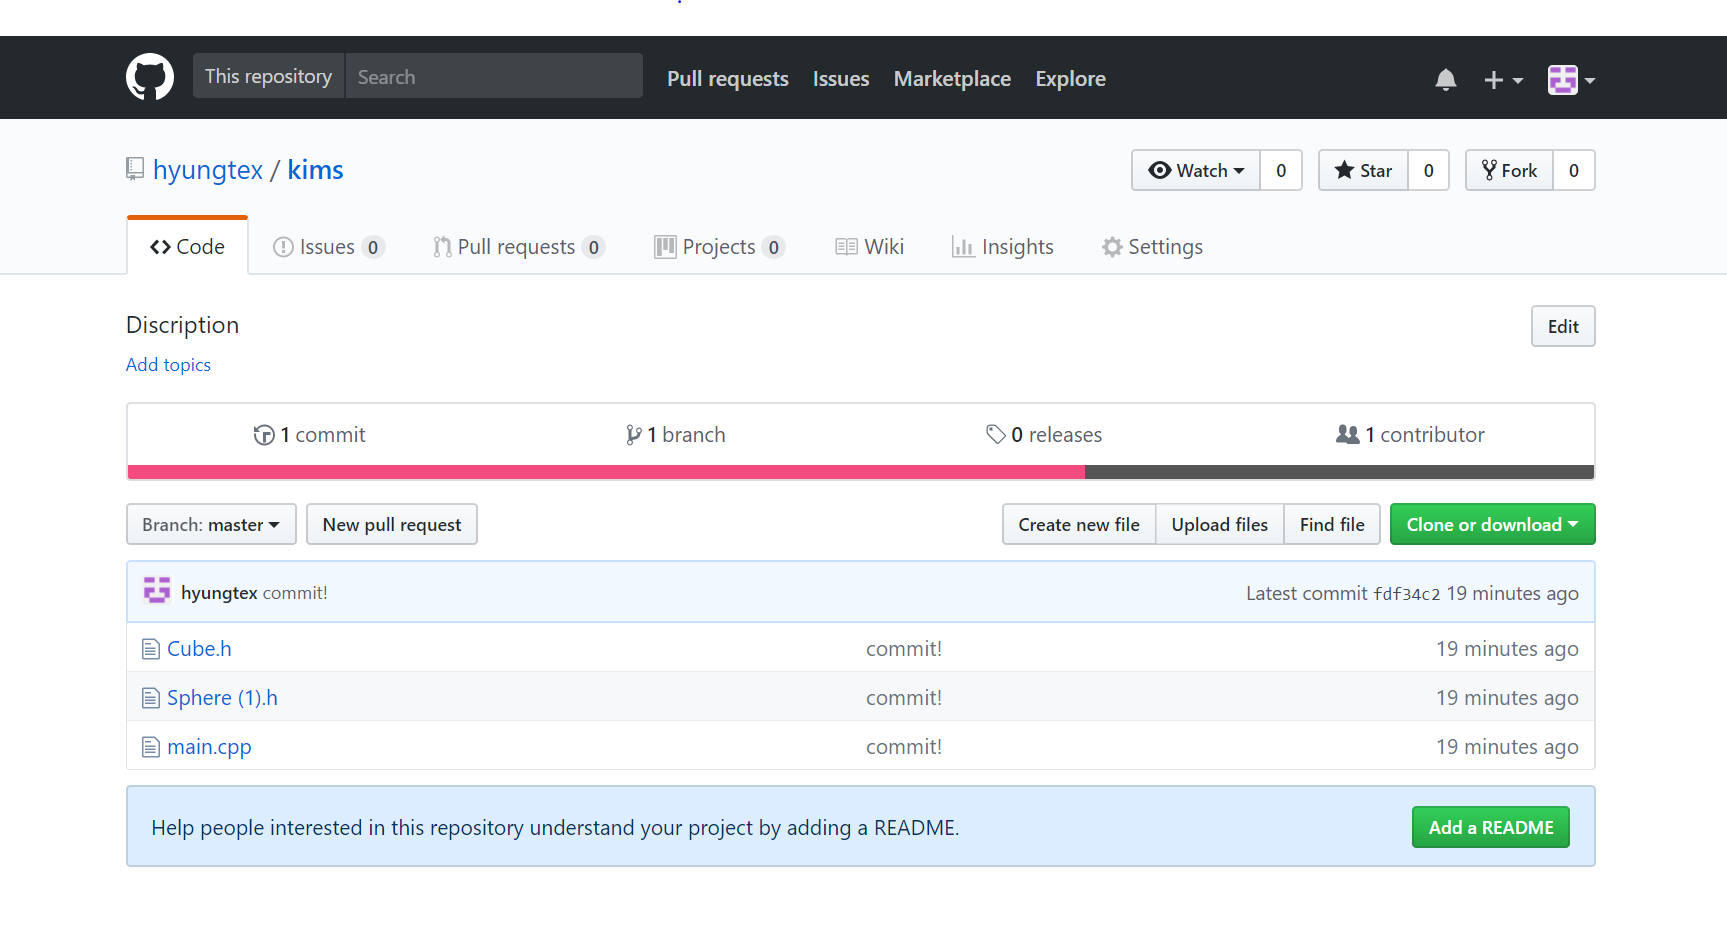 This repository Search Pull requests Issues Marketplace Explore
hyungtex / kims Watch 0 Star 0 Fork 0
Code Issues 0 Pull requests 0 Projects 0 Wiki Insights Settings
Discription Edit
Add topics
1 commit 1 branch 0 releases 1 contributor
Branch: master New pull request Create new file Upload files Find file Clone or download
hyungtex commit! Latest commit fdf34c2 19 minutes ago
Cube.h commit! 19 minutes ago
Sphere (1).h commit! 19 minutes ago
main.cpp commit! 19 minutes ago
Help people interested in this repository understand your project by adding a README. Add a README